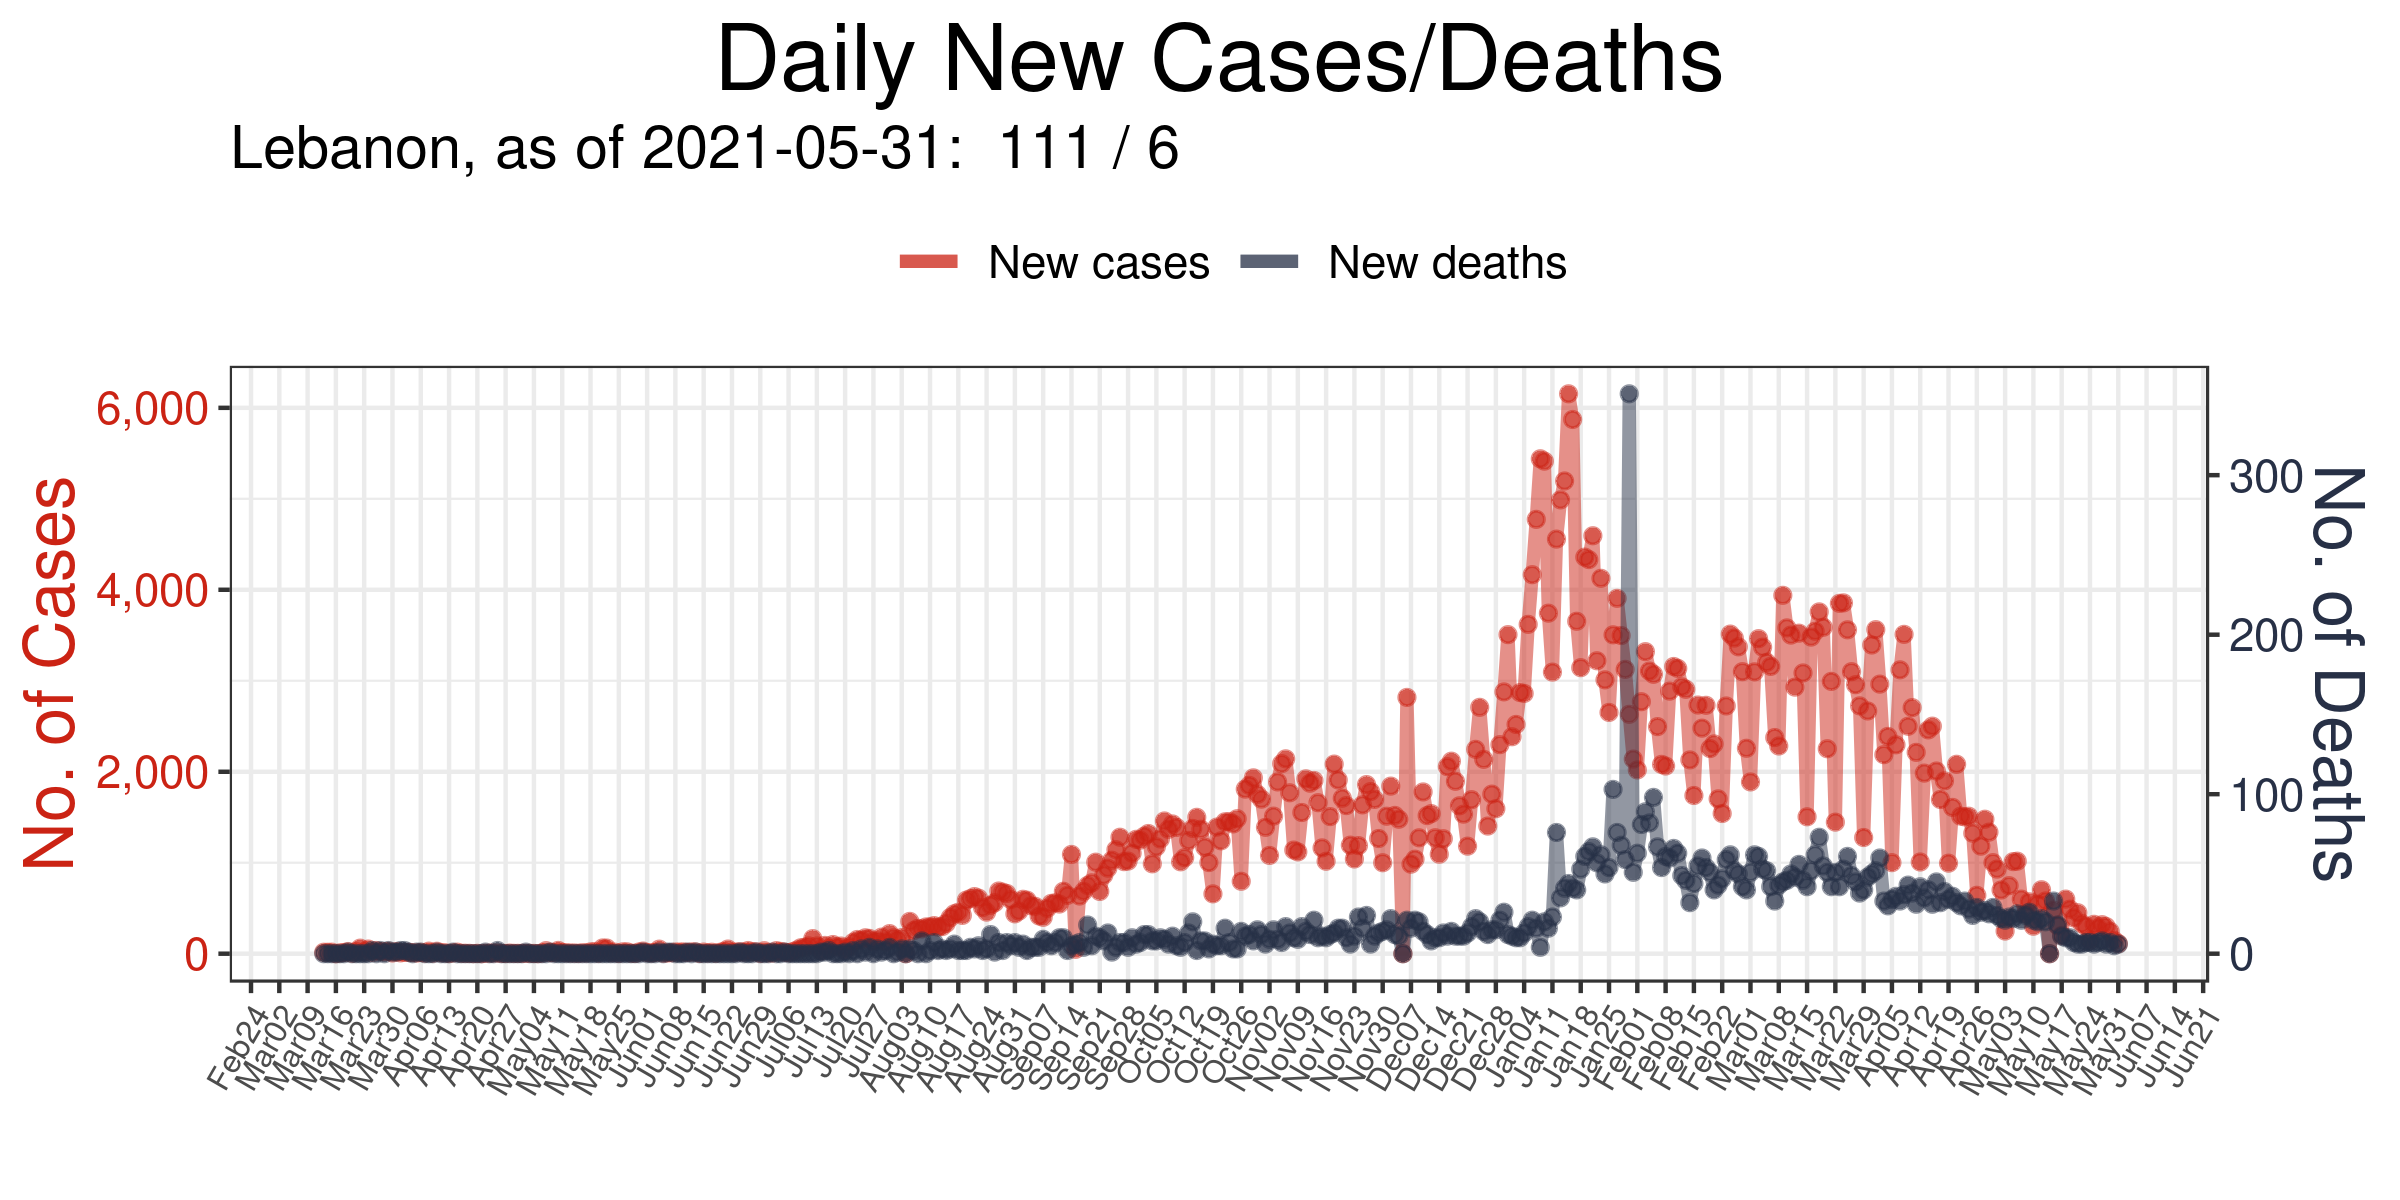 Daily New Cases/Deaths
Lebanon, as of 2021-05-31:  111 / 6
New cases
New deaths
No. of Cases
6,000
4,000
2,000
0
300
200
100
0
No. of Deaths
Feb24
Mar02
Mar09
Mar16
Mar23
Mar30
Apr06
Apr13
Apr20
Apr27
May04
May11
May18
May25
Jun01
Jun08
Jun15
Jun22
Jun29
Jul06
Jul13
Jul20
Jul27
Aug03
Aug10
Aug17
Aug24
Aug31
Sep07
Sep14
Sep21
Sep28
Oct05
Oct12
Oct19
Oct26
Nov02
Nov09
Nov16
Nov23
Nov30
Dec07
Dec14
Dec21
Dec28
Jan04
Jan11
Jan18
Jan25
Feb01
Feb08
Feb15
Feb22
Mar01
Mar08
Mar15
Mar22
Mar29
Apr05
Apr12
Apr19
Apr26
May03
May10
May17
May24
May31
Jun07
Jun14
Jun21